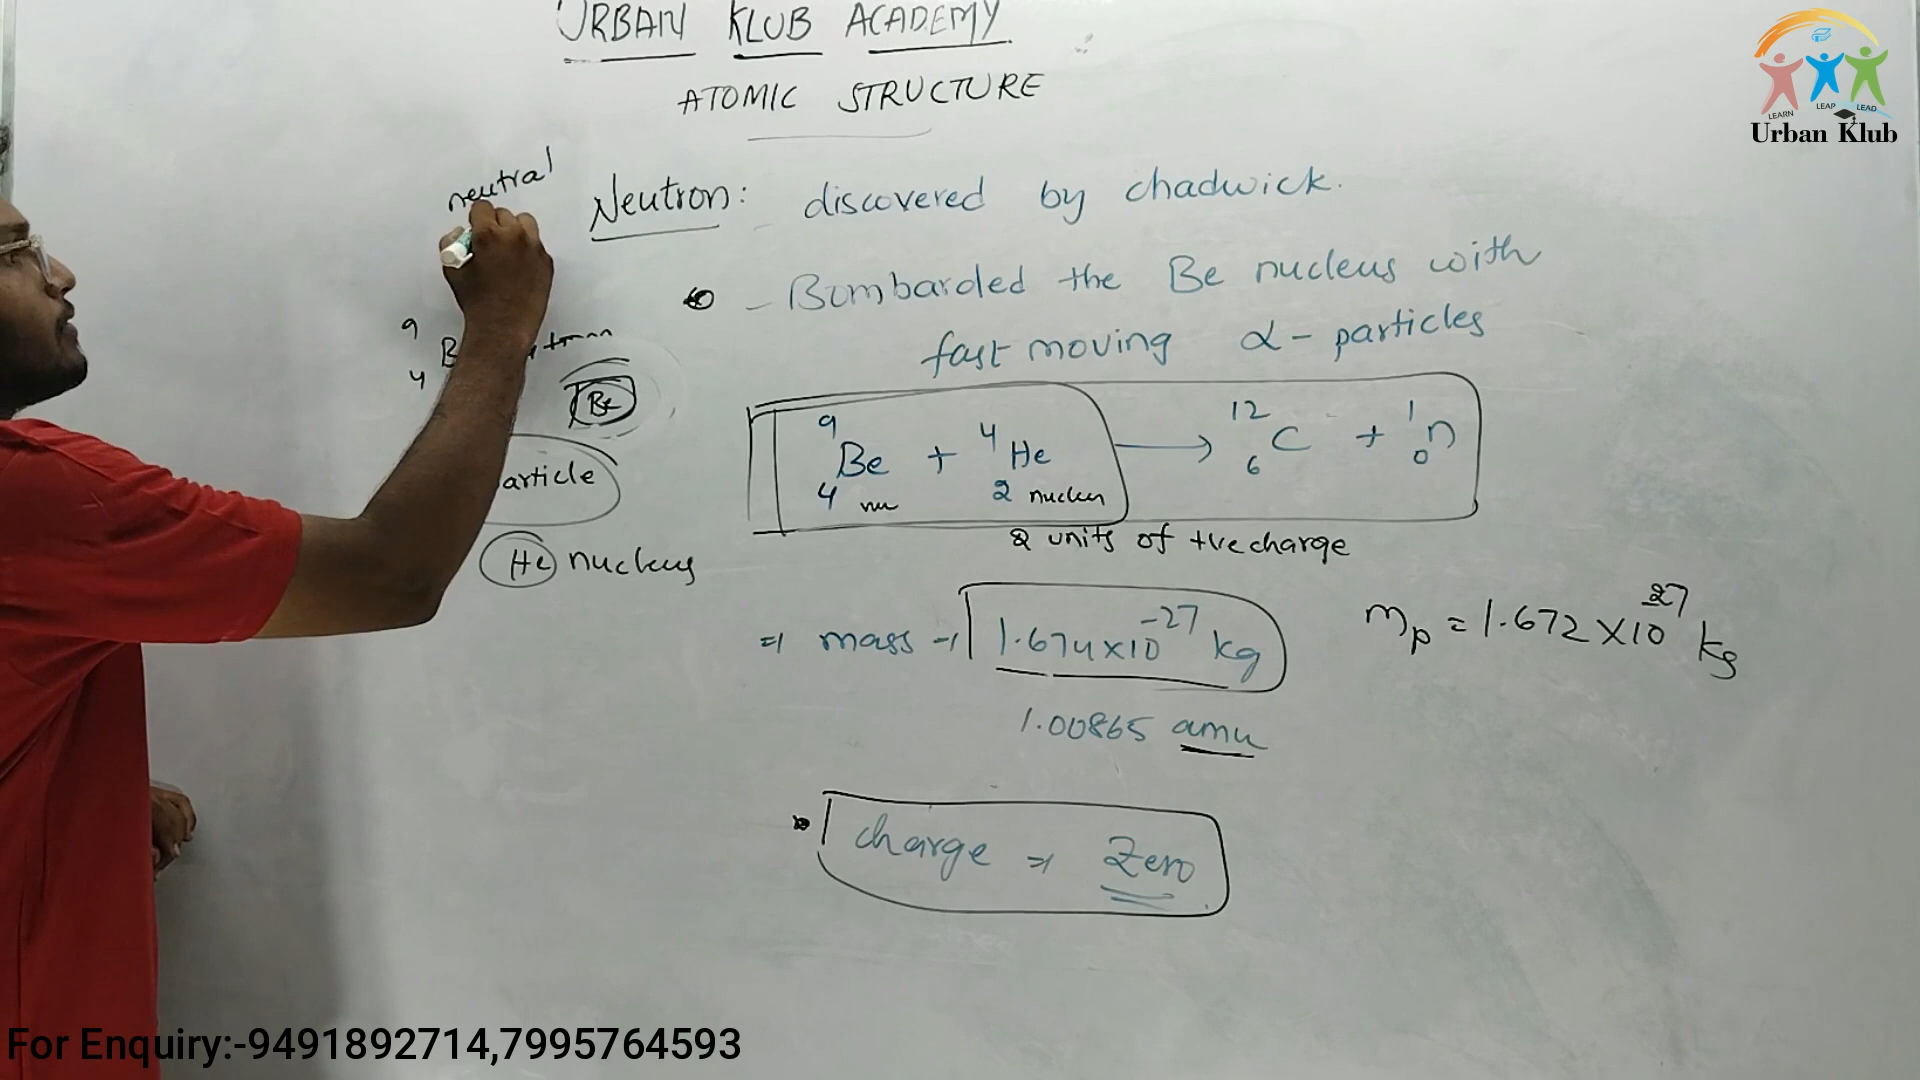 URBAN KLUB ACADEMY
ATOMIC STRUCTURE
LEARN LEAP LEAD
Urban Klub
neutral
Neutron: discovered by chadwick.
- Bombarded the Be nucleus with
fast moving α - particles
9
4
Be
article
He nucleus
9 4 12 1
Be + He → C + n
4 2 nucleus 6 0
2 units of +ve charge
⇒ mass → 1.674×10^-27 kg
mp = 1.672 ×10^-27 kg
1.00865 amu
charge ⇒ Zero
For Enquiry:-9491892714,7995764593